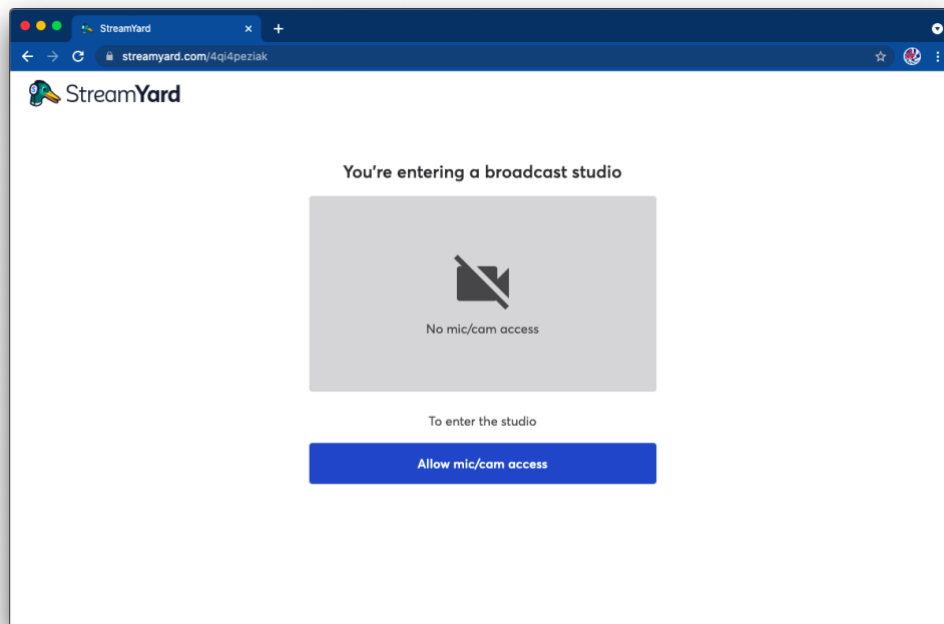 StreamYard
streamyard.com/4qi4peziak
StreamYard
You're entering a broadcast studio
No mic/cam access
To enter the studio
Allow mic/cam access